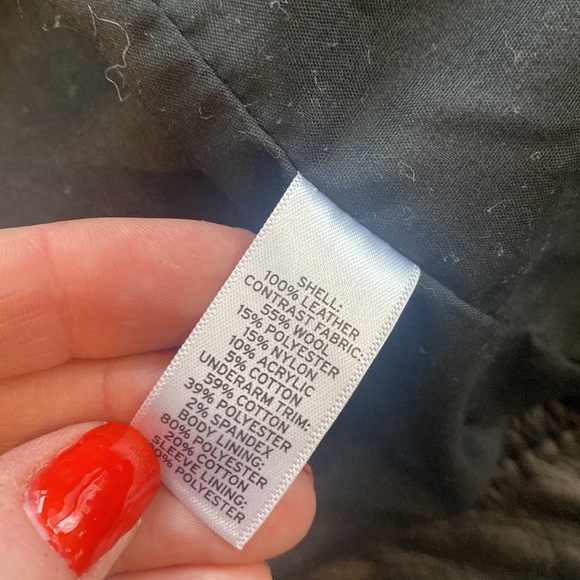 SHELL:
100% LEATHER
CONTRAST FABRIC:
55% WOOL
15% POLYESTER
15% NYLON
10% ACRYLIC
5% COTTON
UNDERARM TRIM:
59% COTTON
39% POLYESTER
2% SPANDEX
BODY LINING:
80% POLYESTER
20% COTTON
SLEEVE LINING:
POLYESTER